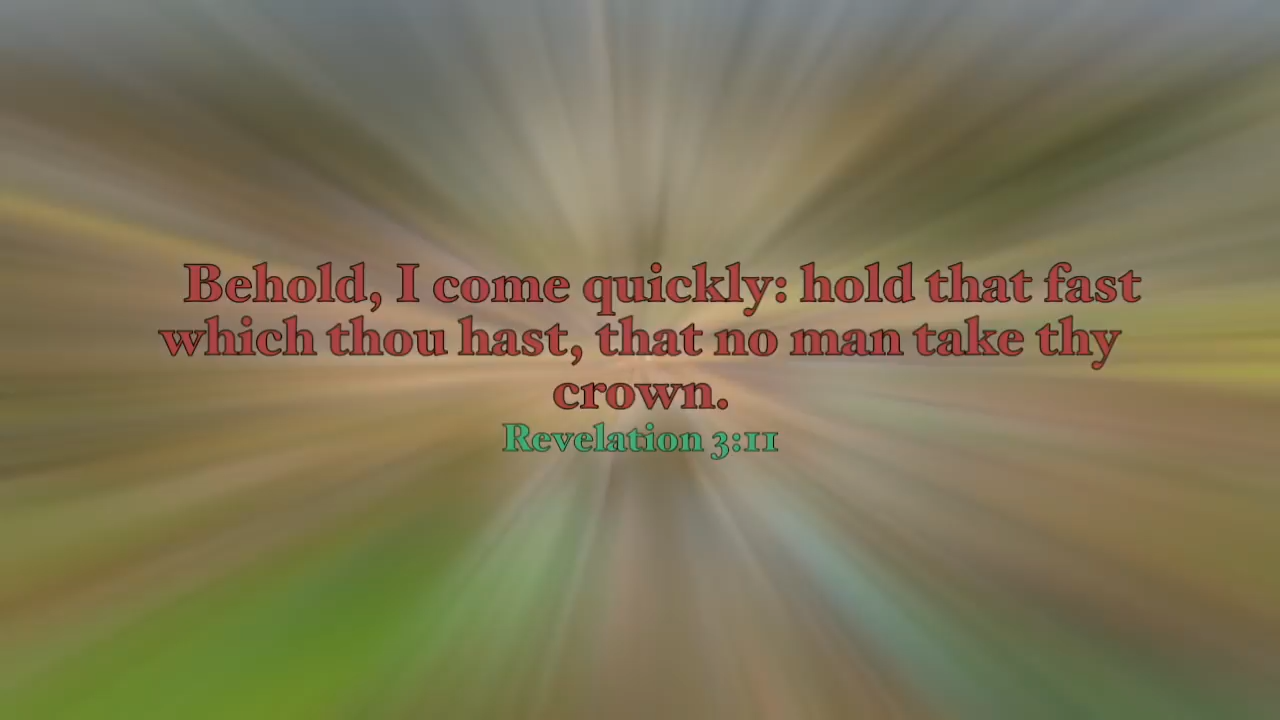 Behold, I come quickly: hold that fast
which thou hast, that no man take thy
crown.
Revelation 3:11